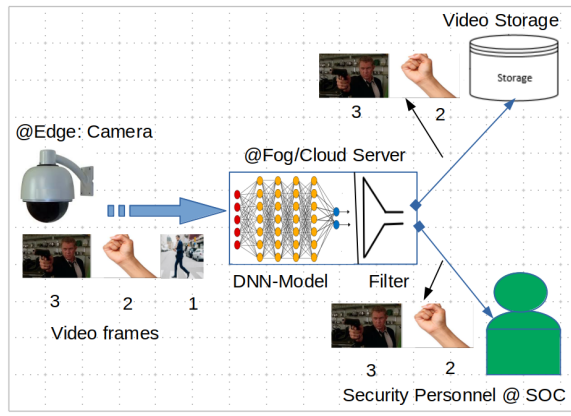 Video Storage
Storage
3
2
@Edge: Camera
@Fog/Cloud Server
DNN-Model
Filter
3
2
1
Video frames
3
2
Security Personnel @ SOC